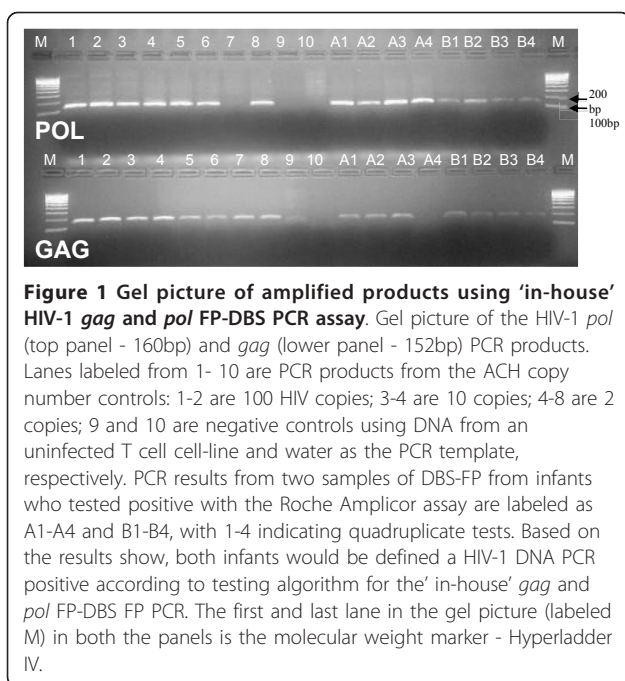 M 1 2 3 4 5 6 7 8 9 10 A1 A2 A3 A4 B1 B2 B3 B4 M
200
bp
100bp
POL
M 1 2 3 4 5 6 7 8 9 10 A1 A2 A3 A4 B1 B2 B3 B4 M
GAG
Figure 1 Gel picture of amplified products using ‘in-house’
HIV-1 gag and pol FP-DBS PCR assay. Gel picture of the HIV-1 pol
(top panel - 160bp) and gag (lower panel - 152bp) PCR products.
Lanes labeled from 1- 10 are PCR products from the ACH copy
number controls: 1-2 are 100 HIV copies; 3-4 are 10 copies; 4-8 are 2
copies; 9 and 10 are negative controls using DNA from an
uninfected T cell cell-line and water as the PCR template,
respectively. PCR results from two samples of DBS-FP from infants
who tested positive with the Roche Amplicor assay are labeled as
A1-A4 and B1-B4, with 1-4 indicating quadruplicate tests. Based on
the results show, both infants would be defined a HIV-1 DNA PCR
positive according to testing algorithm for the’ in-house’ gag and
pol FP-DBS FP PCR. The first and last lane in the gel picture (labeled
M) in both the panels is the molecular weight marker - Hyperladder
IV.